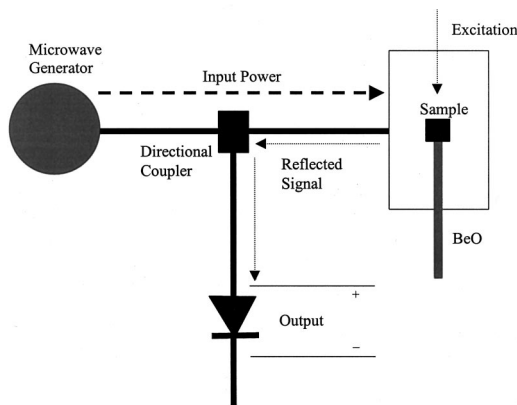 Microwave
Generator
Excitation
Input Power
Sample
Directional
Coupler
Reflected
Signal
BeO
+
Output
−